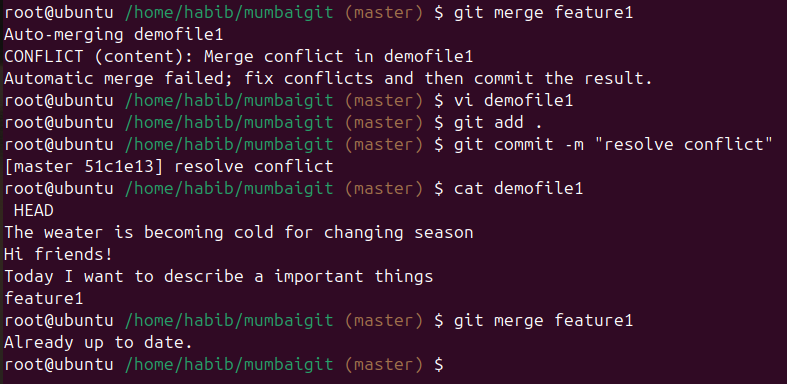 root@ubuntu /home/habib/mumbaigit (master) $ git merge feature1
Auto-merging demofile1
CONFLICT (content): Merge conflict in demofile1
Automatic merge failed; fix conflicts and then commit the result.
root@ubuntu /home/habib/mumbaigit (master) $ vi demofile1
root@ubuntu /home/habib/mumbaigit (master) $ git add .
root@ubuntu /home/habib/mumbaigit (master) $ git commit -m "resolve conflict"
[master 51c1e13] resolve conflict
root@ubuntu /home/habib/mumbaigit (master) $ cat demofile1
 HEAD
The weater is becoming cold for changing season
Hi friends!
Today I want to describe a important things
feature1
root@ubuntu /home/habib/mumbaigit (master) $ git merge feature1
Already up to date.
root@ubuntu /home/habib/mumbaigit (master) $